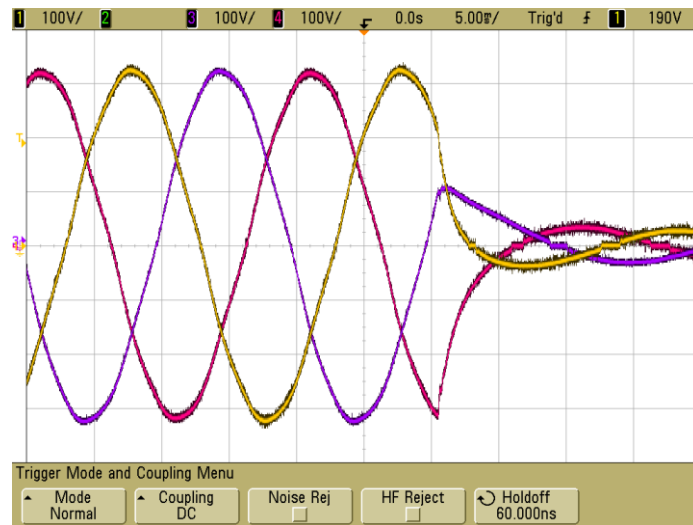 1 100V/ 2 3 100V/ 4 100V/ 0.0s 5.00m/ Trig'd 1 190V
T
Trigger Mode and Coupling Menu
Mode Coupling Noise Rej HF Reject Holdoff
Normal DC 60.000ns